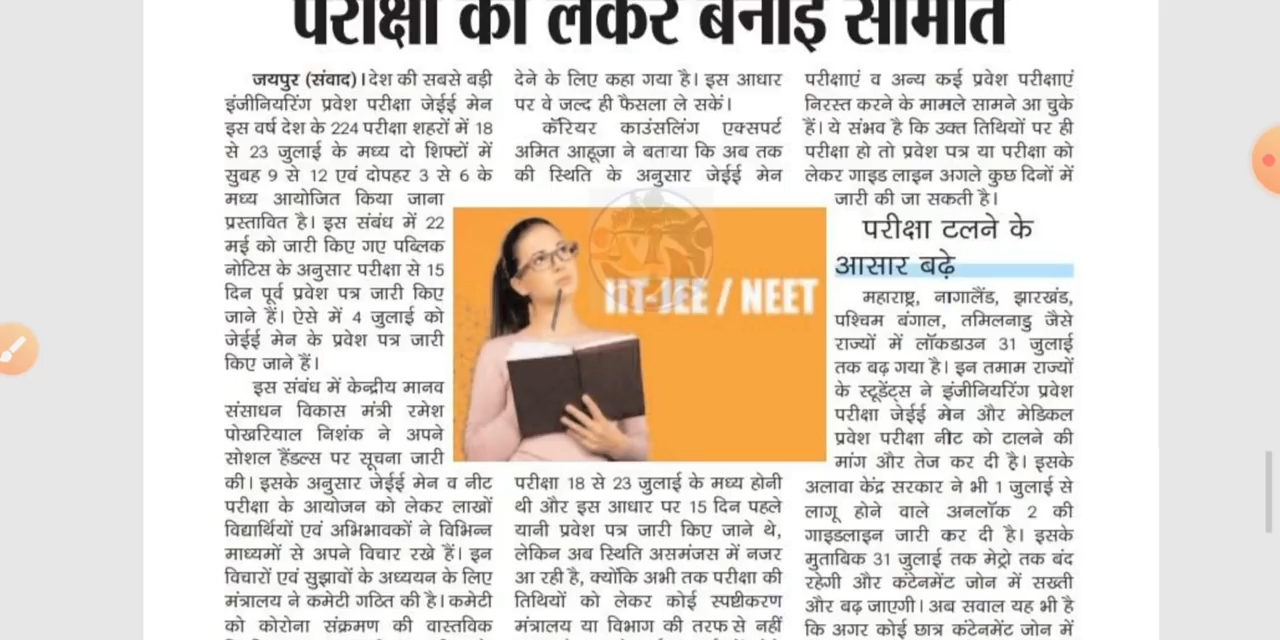 परीक्षा को लेकर बनाई समिति
जयपुर (संवाद)। देश की सबसे बड़ी
इंजीनियरिंग प्रवेश परीक्षा जेईई मेन
इस वर्ष देश के 224 परीक्षा शहरों में 18
से 23 जुलाई के मध्य दो शिफ्टों में
सुबह 9 से 12 एवं दोपहर 3 से 6 के
मध्य आयोजित किया जाना
प्रस्तावित है। इस संबंध में 22
मई को जारी किए गए पब्लिक
नोटिस के अनुसार परीक्षा से 15
दिन पूर्व प्रवेश पत्र जारी किए
जाने हैं। ऐसे में 4 जुलाई को
जेईई मेन के प्रवेश पत्र जारी
किए जाने हैं।
इस संबंध में केन्द्रीय मानव
संसाधन विकास मंत्री रमेश
पोखरियाल निशंक ने अपने
सोशल हैंडल्स पर सूचना जारी
की। इसके अनुसार जेईई मेन व नीट
परीक्षा के आयोजन को लेकर लाखों
विद्यार्थियों एवं अभिभावकों ने विभिन्न
माध्यमों से अपने विचार रखे हैं। इन
विचारों एवं सुझावों के अध्ययन के लिए
मंत्रालय ने कमेटी गठित की है। कमेटी
को कोरोना संक्रमण की वास्तविक
देने के लिए कहा गया है। इस आधार
पर वे जल्द ही फैसला ले सकें।
कॅरियर काउंसलिंग एक्सपर्ट
अमित आहूजा ने बताया कि अब तक
की स्थिति के अनुसार जेईई मेन
IIT-JEE / NEET
परीक्षा 18 से 23 जुलाई के मध्य होनी
थी और इस आधार पर 15 दिन पहले
यानी प्रवेश पत्र जारी किए जाने थे,
लेकिन अब स्थिति असमंजस में नजर
आ रही है, क्योंकि अभी तक परीक्षा की
तिथियों को लेकर कोई स्पष्टीकरण
मंत्रालय या विभाग की तरफ से नहीं
परीक्षाएं व अन्य कई प्रवेश परीक्षाएं
निरस्त करने के मामले सामने आ चुके
हैं। ये संभव है कि उक्त तिथियों पर ही
परीक्षा हो तो प्रवेश पत्र या परीक्षा को
लेकर गाइड लाइन अगले कुछ दिनों में
जारी की जा सकती है।
परीक्षा टलने के
आसार बढ़े
महाराष्ट्र, नागालैंड, झारखंड,
पश्चिम बंगाल, तमिलनाडु जैसे
राज्यों में लॉकडाउन 31 जुलाई
तक बढ़ गया है। इन तमाम राज्यों
के स्टूडेंट्स ने इंजीनियरिंग प्रवेश
परीक्षा जेईई मेन और मेडिकल
प्रवेश परीक्षा नीट को टालने की
मांग और तेज कर दी है। इसके
अलावा केंद्र सरकार ने भी 1 जुलाई से
लागू होने वाले अनलॉक 2 की
गाइडलाइन जारी कर दी है। इसके
मुताबिक 31 जुलाई तक मेट्रो तक बंद
रहेगी और कंटेनमेंट जोन में सख्ती
और बढ़ जाएगी। अब सवाल यह भी है
कि अगर कोई छात्र कंटेनमेंट जोन में